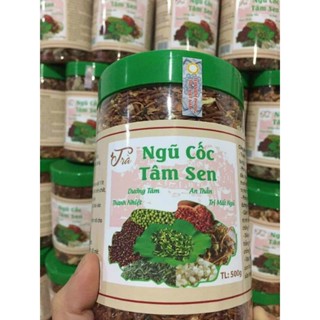 Trà
Ngũ Cốc
Tâm Sen
Dưỡng Tâm An Thần
Thanh Nhiệt Trị Mất Ngủ
TL: 500g